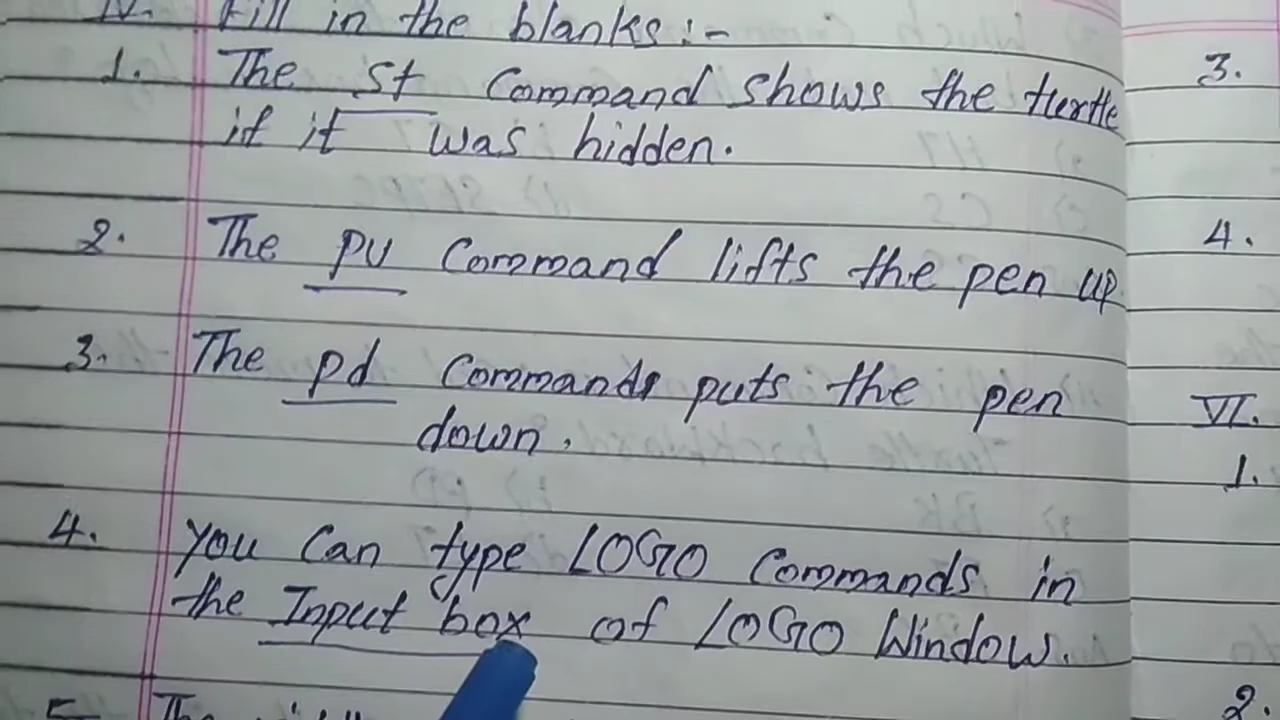 IV. Fill in the blanks :-
1. The st Command shows the turtle
if it was hidden.
2. The pu Command lifts the pen up
3. The pd Commands puts the pen
down.
4. You Can type LOGO Commands in
the Input box of LOGO Window.
5. The
3.
4.
VI.
1.
2.